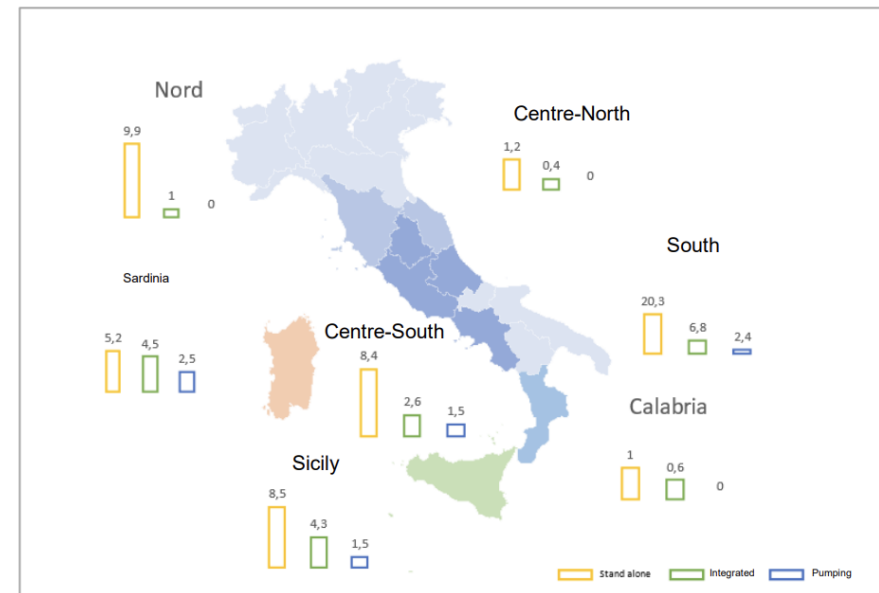 Nord
9,9
1
0
Centre-North
1,2
0,4
0
Sardinia
5,2
4,5
2,5
Centre-South
8,4
2,6
1,5
South
20,3
6,8
2,4
Calabria
1
0,6
0
Sicily
8,5
4,3
1,5
Stand alone Integrated Pumping